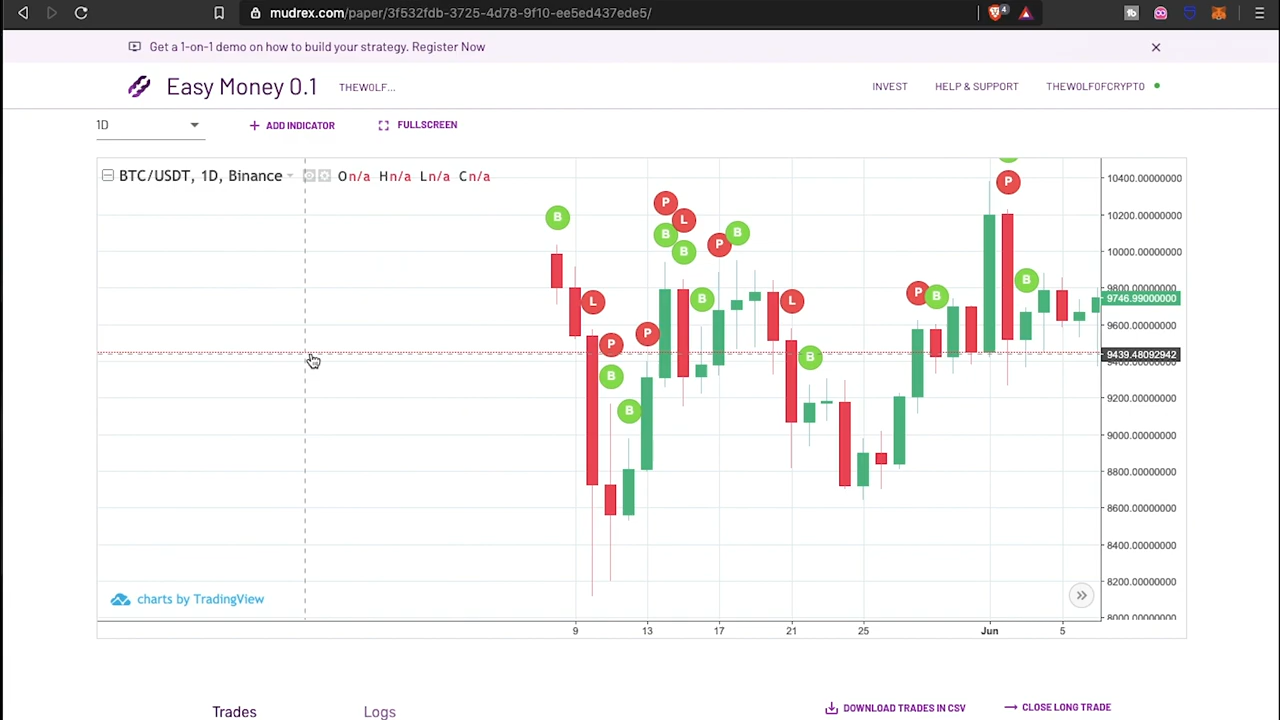 mudrex.com/paper/3f532fdb-3725-4d78-9f10-ee5ed437ede5/
4
Get a 1-on-1 demo on how to build your strategy. Register Now
Easy Money 0.1 THEWOLF... INVEST HELP & SUPPORT THEWOLFOFCRYPTO
1D ADD INDICATOR FULLSCREEN
BTC/USDT, 1D, Binance On/a Hn/a Ln/a Cn/a
10400.00000000
P
P
B L 10200.00000000
B B
P
B 10000.00000000
B
B 9800.00000000
L B L P B 9746.99000000
9600.00000000
P
P
B 9439.48092942
9400.00000000
B
9200.00000000
B
9000.00000000
8800.00000000
8600.00000000
8400.00000000
8200.00000000
charts by TradingView
8000.00000000
9 13 17 21 25 Jun 5
Trades Logs DOWNLOAD TRADES IN CSV CLOSE LONG TRADE